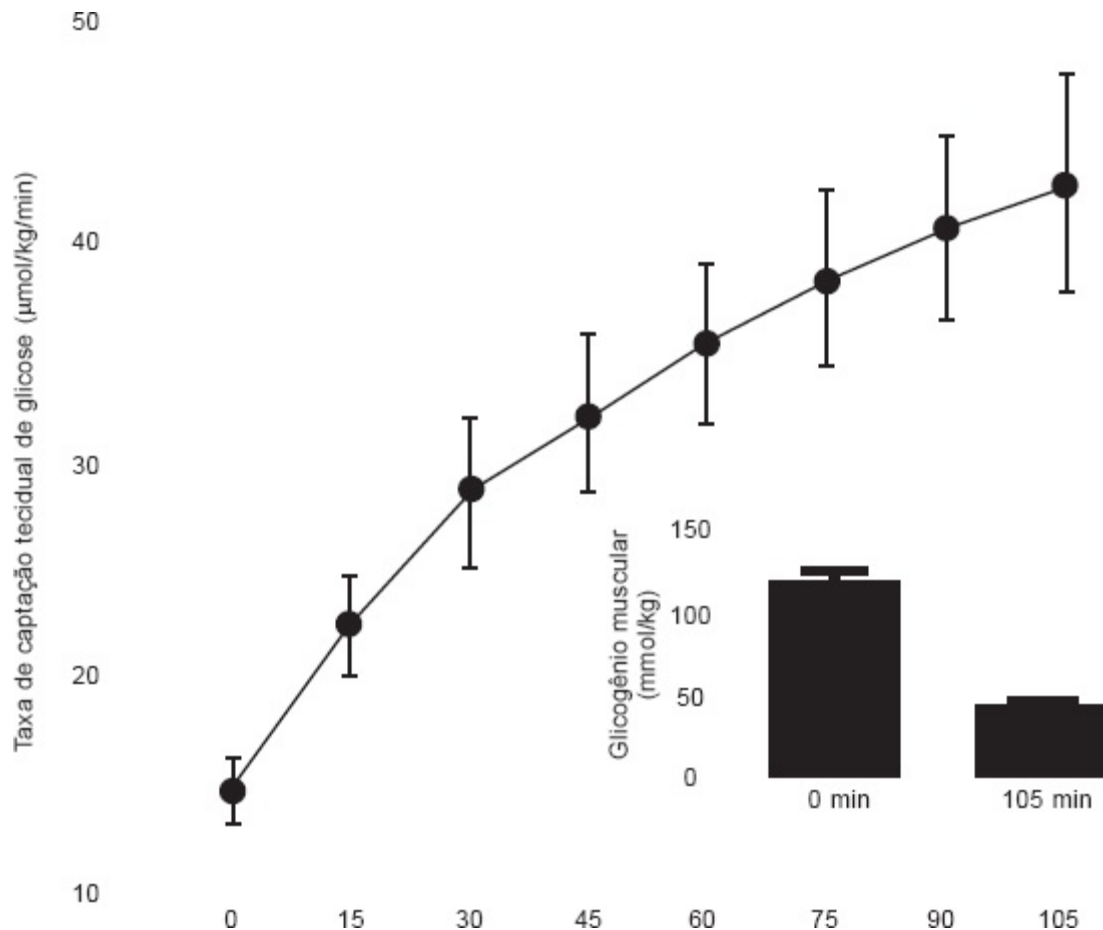 50
40
30
20
10
Taxa de captação tecidual de glicose (µmol/kg/min)
0 15 30 45 60 75 90 105
Glicogênio muscular
(mmol/kg)
150
100
50
0
0 min 105 min